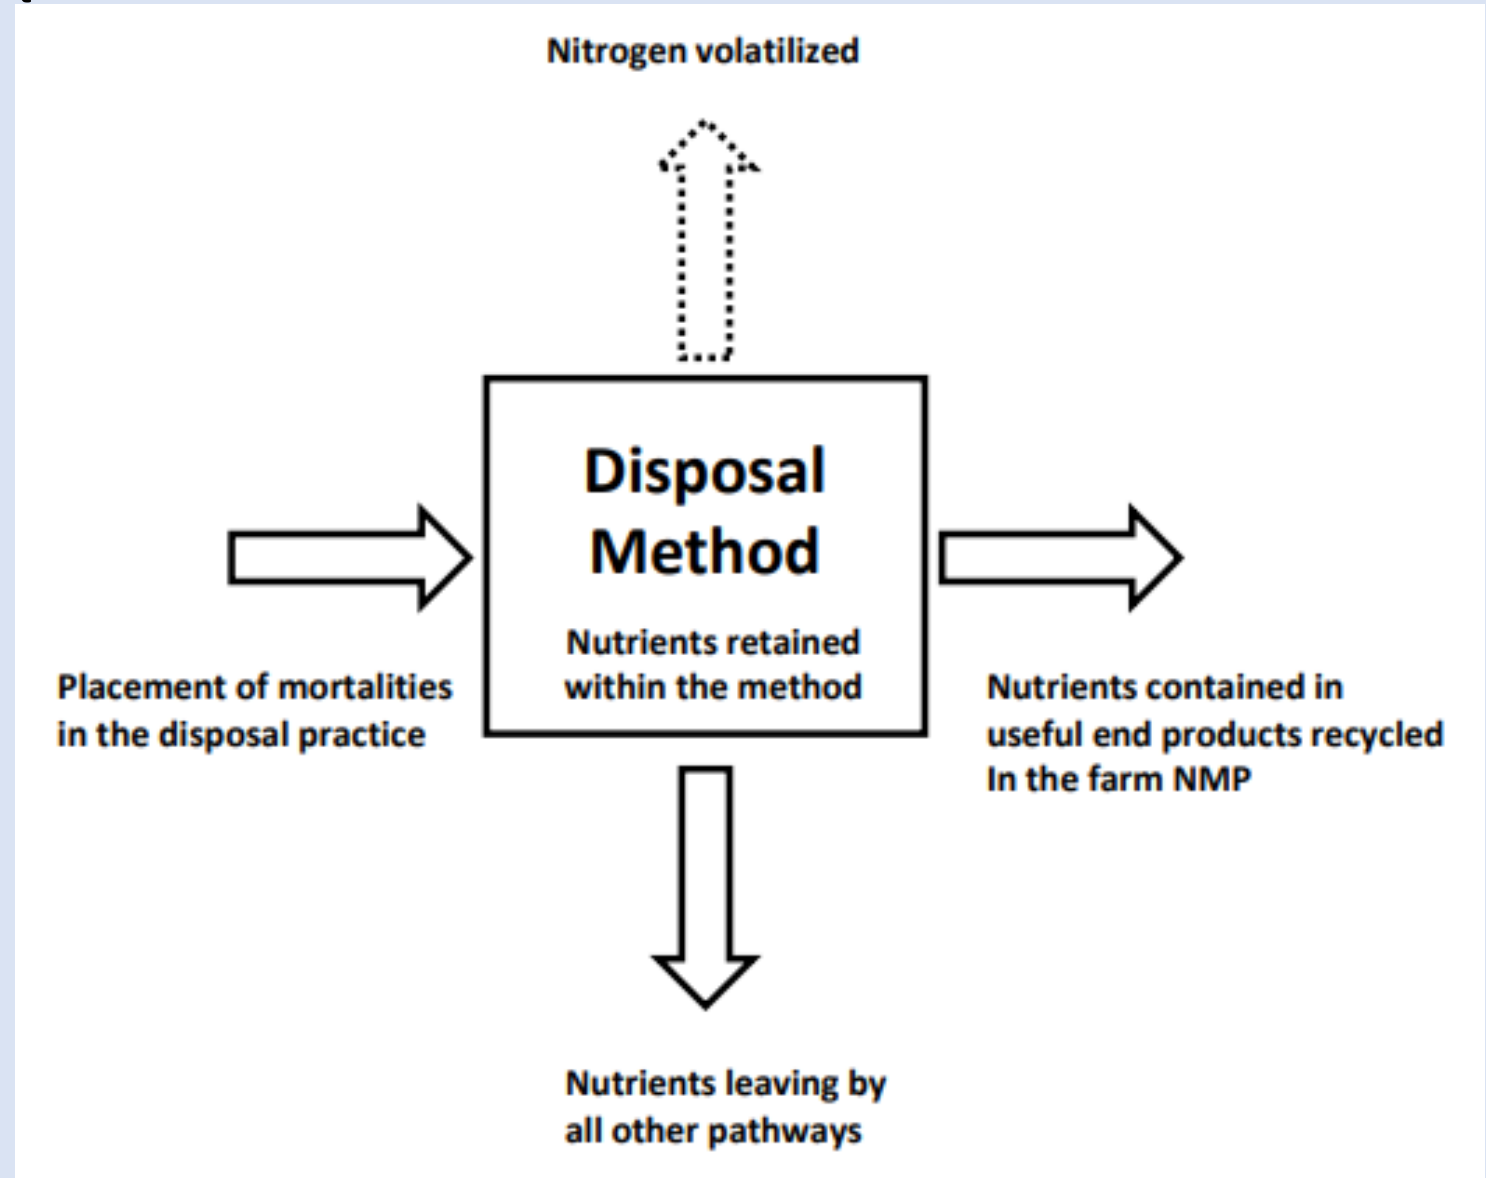 Nitrogen volatilized
Disposal
Method
Nutrients retained
within the method
Placement of mortalities
in the disposal practice
Nutrients contained in
useful end products recycled
In the farm NMP
Nutrients leaving by
all other pathways